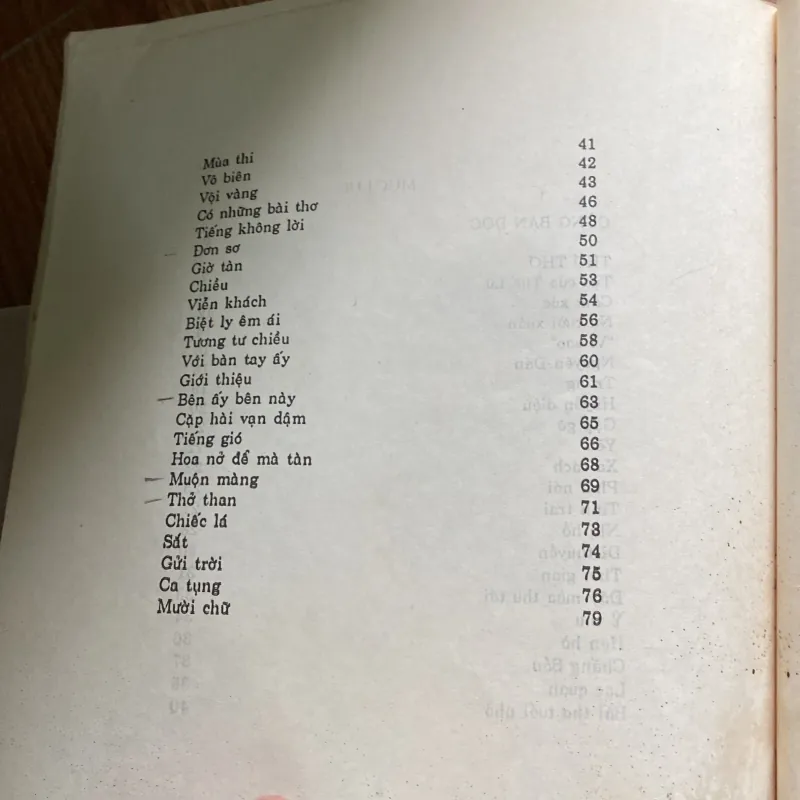 Mùa thi 41
Vô biên 42
Vội vàng 43
Có những bài thơ 46
Tiếng không lời 48
Đơn sơ 50
Giờ tàn 51
Chiều 53
Viễn khách 54
Biệt ly êm ái 56
Tương tư chiều 58
Với bàn tay ấy 60
Giới thiệu 61
Bên ấy bên này 63
Cặp hài vạn dậm 65
Tiếng gió 66
Hoa nở để mà tàn 68
Muộn màng 69
Thở than 71
Chiếc lá 73
Sắt 74
Gửi trời 75
Ca tụng 76
Mười chữ 79